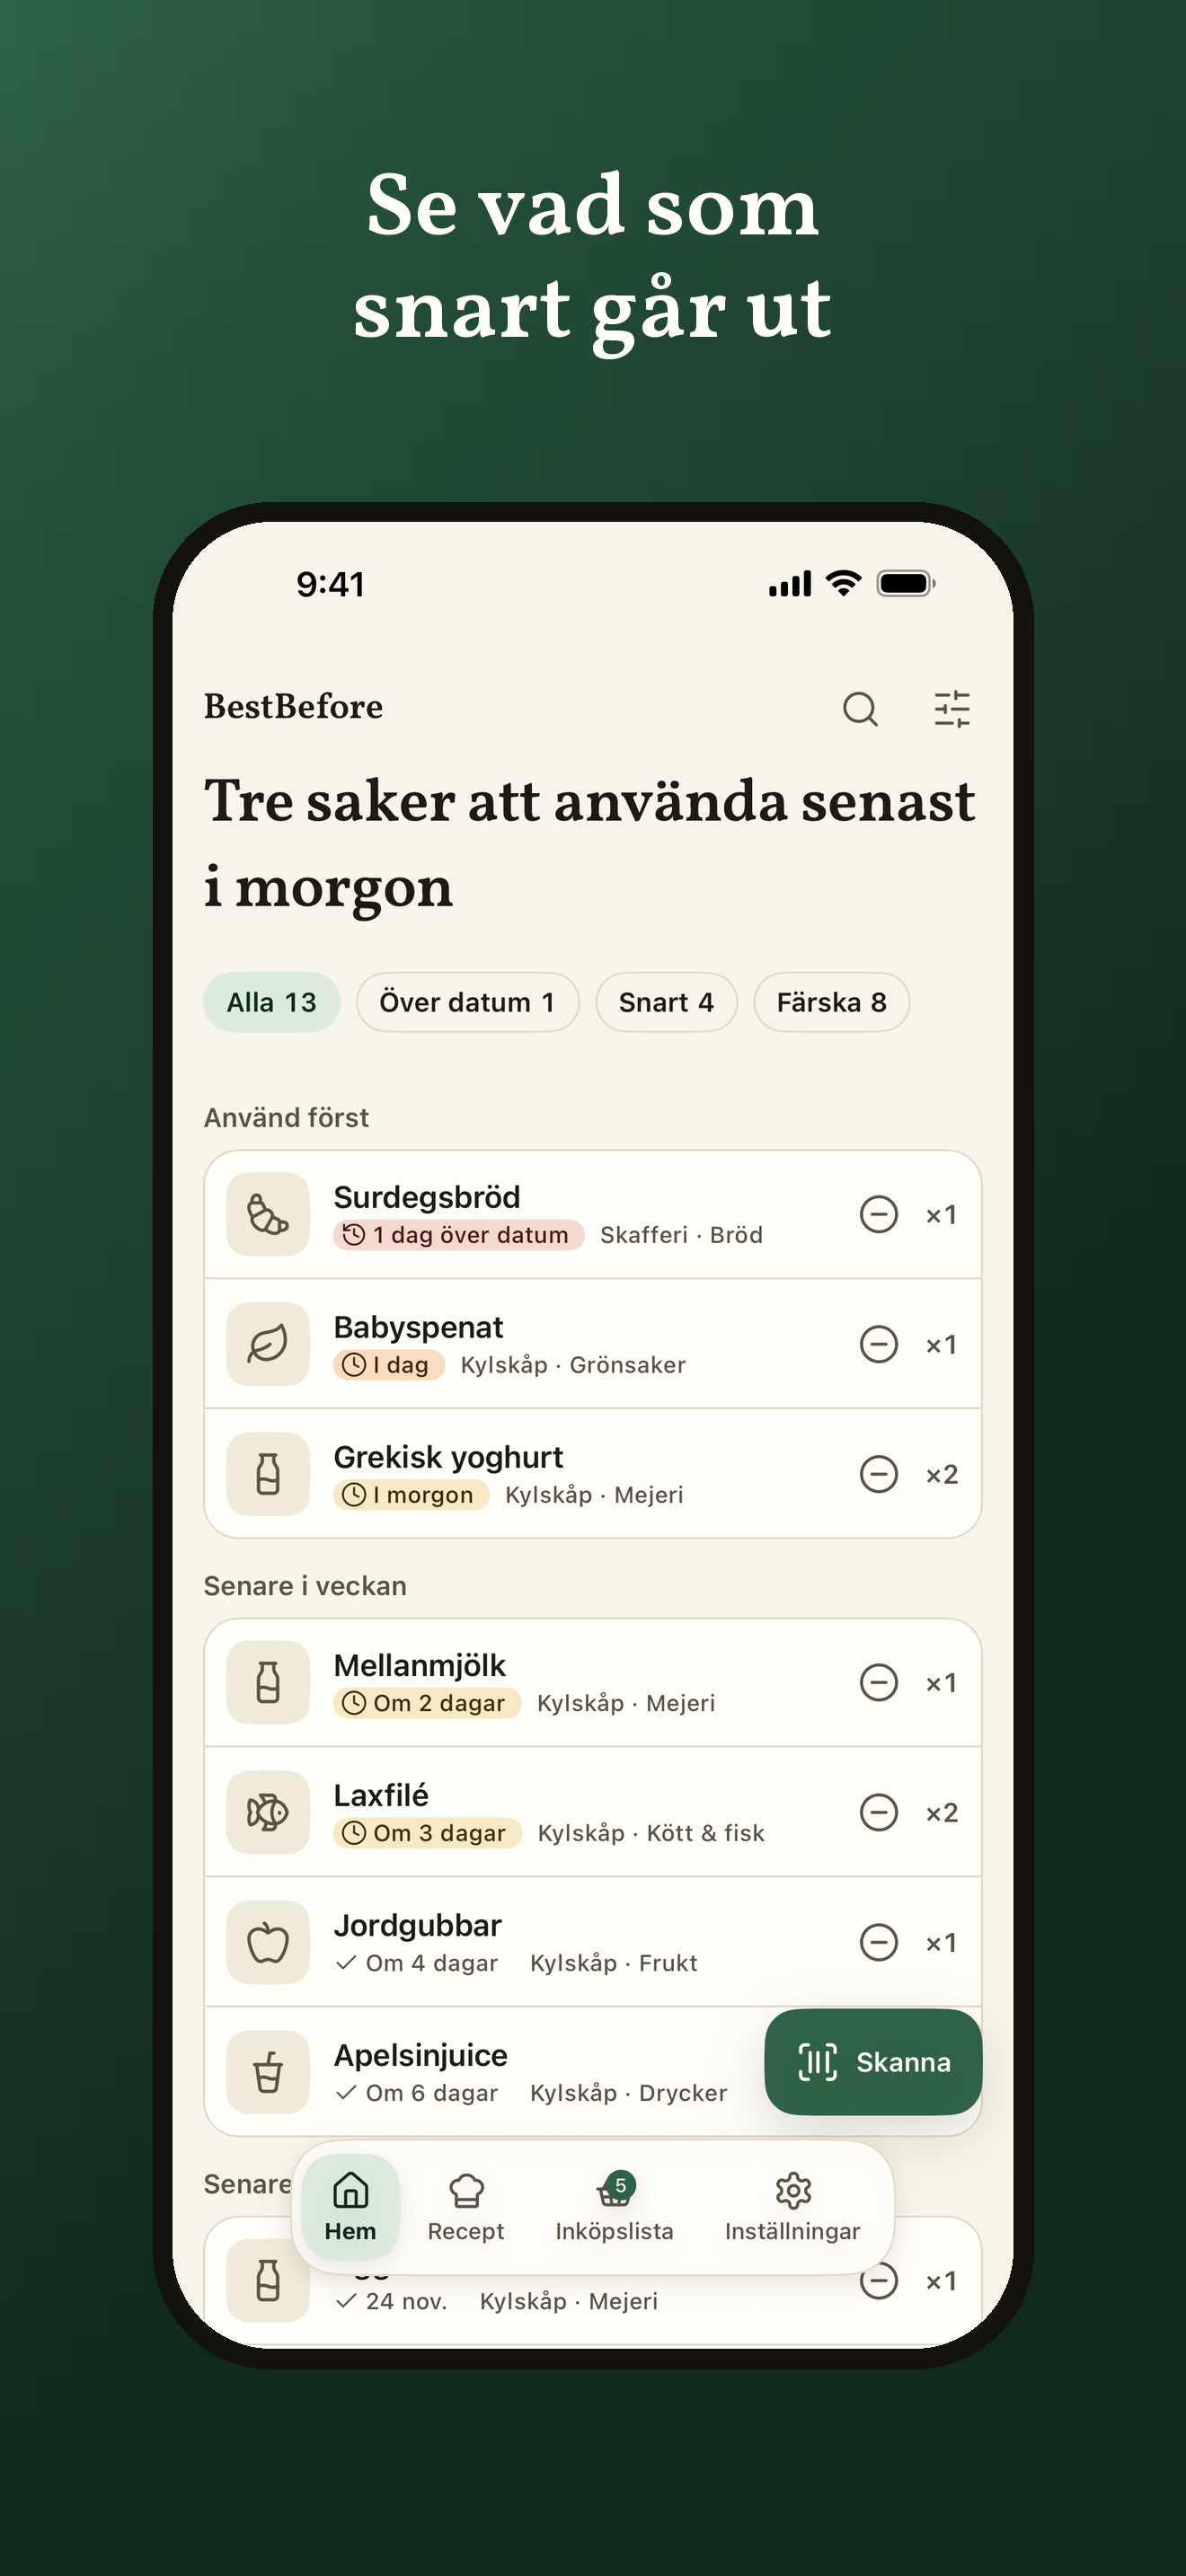 Se vad som
snart går ut
9:41
BestBefore
Tre saker att använda senast
i morgon
Alla 13 Över datum 1 Snart 4 Färska 8
Använd först
Surdegsbröd
1 dag över datum Skafferi · Bröd
×1
Babyspenat
I dag Kylskåp · Grönsaker
×1
Grekisk yoghurt
I morgon Kylskåp · Mejeri
×2
Senare i veckan
Mellanmjölk
Om 2 dagar Kylskåp · Mejeri
×1
Laxfilé
Om 3 dagar Kylskåp · Kött & fisk
×2
Jordgubbar
Om 4 dagar Kylskåp · Frukt
×1
Apelsinjuice
Om 6 dagar Kylskåp · Drycker
Skanna
Senare
5
Hem Recept Inköpslista Inställningar
24 nov. Kylskåp · Mejeri
×1